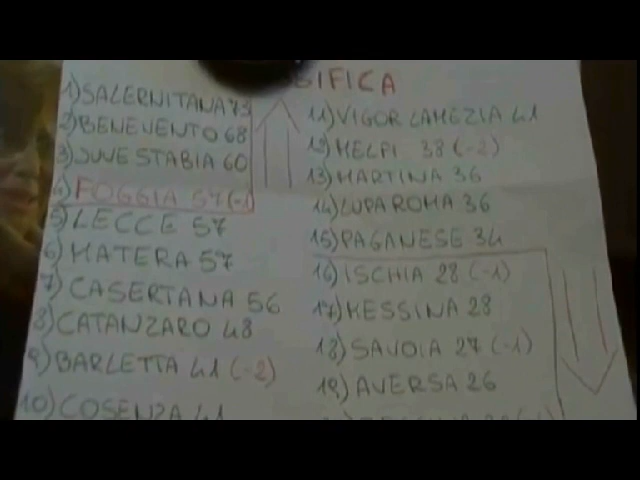 SIFICA
1) SALERNITANA 73
2) BENEVENTO 68
3) JUVE STABIA 60
4) FOGGIA 57 (-1)
5) LECCE 57
6) MATERA 57
7) CASERTANA 56
8) CATANZARO 48
9) BARLETTA 41 (-2)
10) COSENZA 41
11) VIGOR LAMEZIA 41
12) MELFI 38 (-2)
13) MARTINA 36
14) LUPA ROMA 36
15) PAGANESE 34
16) ISCHIA 28 (-1)
17) MESSINA 28
18) SAVOIA 27 (-1)
19) AVERSA 26